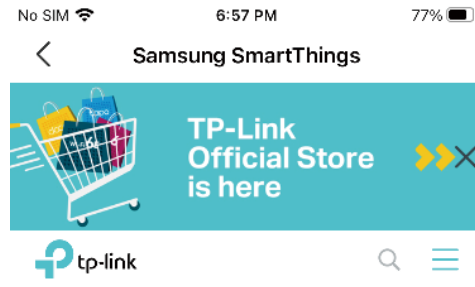 No SIM 6:57 PM 77%
Samsung SmartThings
TP-Link
Official Store
is here
tp-link